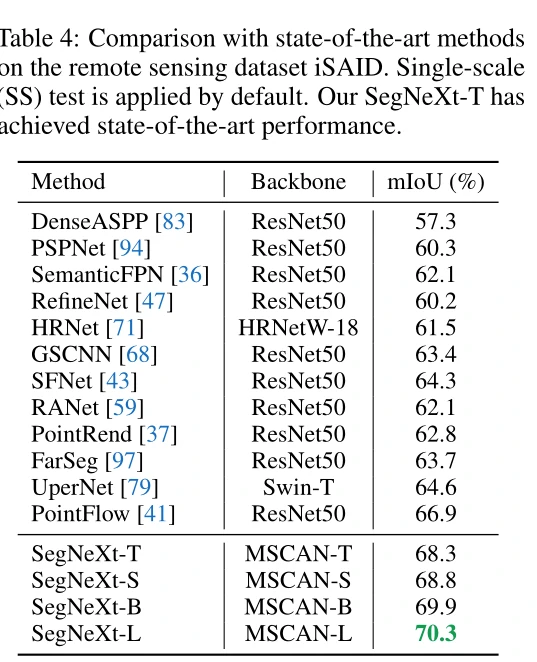 Table 4: Comparison with state-of-the-art methods
on the remote sensing dataset iSAID. Single-scale
(SS) test is applied by default. Our SegNeXt-T has
achieved state-of-the-art performance.
Method Backbone mIoU (%)
DenseASPP [83] ResNet50 57.3
PSPNet [94] ResNet50 60.3
SemanticFPN [36] ResNet50 62.1
RefineNet [47] ResNet50 60.2
HRNet [71] HRNetW-18 61.5
GSCNN [68] ResNet50 63.4
SFNet [43] ResNet50 64.3
RANet [59] ResNet50 62.1
PointRend [37] ResNet50 62.8
FarSeg [97] ResNet50 63.7
UperNet [79] Swin-T 64.6
PointFlow [41] ResNet50 66.9
SegNeXt-T MSCAN-T 68.3
SegNeXt-S MSCAN-S 68.8
SegNeXt-B MSCAN-B 69.9
SegNeXt-L MSCAN-L 70.3